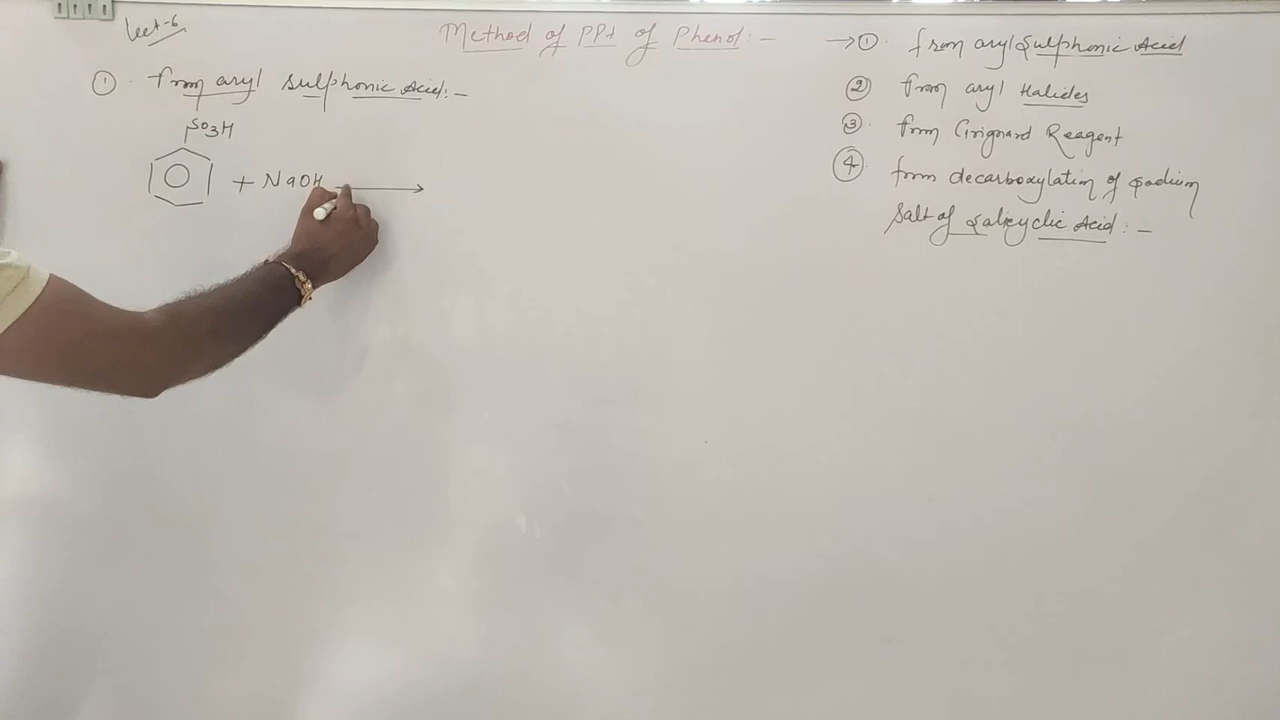 Lect-6
Method of PPt of Phenol:-
① from aryl sulphonic Acid:-
SO3H
+ NaOH
→ ① from aryl Sulphonic Acid
② from aryl Halides
③ from Grignard Reagent
④ from decarboxylation of Sodium
Salt of Salicyclic Acid:-